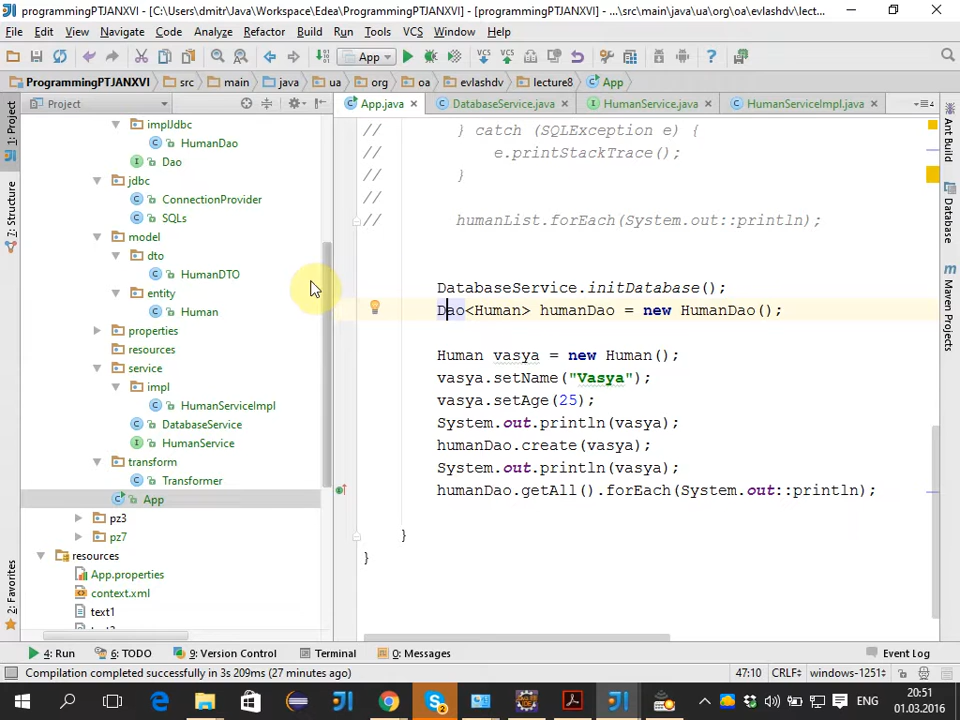 programmingPTJANXVI - [C:\Users\dmitr\Java\Workspace\Edea] - [programmingPTJANXVI] - ...\src\main\java\ua\org\oa\evlashdv\lect...
File Edit View Navigate Code Analyze Refactor Build Run Tools VCS Window Help
App
ProgrammingPTJANXVI src main java ua org oa evlashdv lecture8 App
Project
App.java DatabaseService.java HumanService.java HumanServiceImpl.java
1: Project
7: Structure
2: Favorites
implJdbc
HumanDao
Dao
jdbc
ConnectionProvider
SQLs
model
dto
HumanDTO
entity
Human
properties
resources
service
impl
HumanServiceImpl
DatabaseService
HumanService
transform
Transformer
App
pz3
pz7
resources
App.properties
context.xml
text1
// } catch (SQLException e) {
// e.printStackTrace();
// }
//
// humanList.forEach(System.out::println);
DatabaseService.initDatabase();
Dao<Human> humanDao = new HumanDao();
Human vasya = new Human();
vasya.setName("Vasya");
vasya.setAge(25);
System.out.println(vasya);
humanDao.create(vasya);
System.out.println(vasya);
humanDao.getAll().forEach(System.out::println);
}
}
Ant Build
Database
Maven Projects
4: Run 6: TODO 9: Version Control Terminal 0: Messages Event Log
Compilation completed successfully in 3s 209ms (27 minutes ago) 47:10 CRLF windows-1251
ENG
20:51
01.03.2016